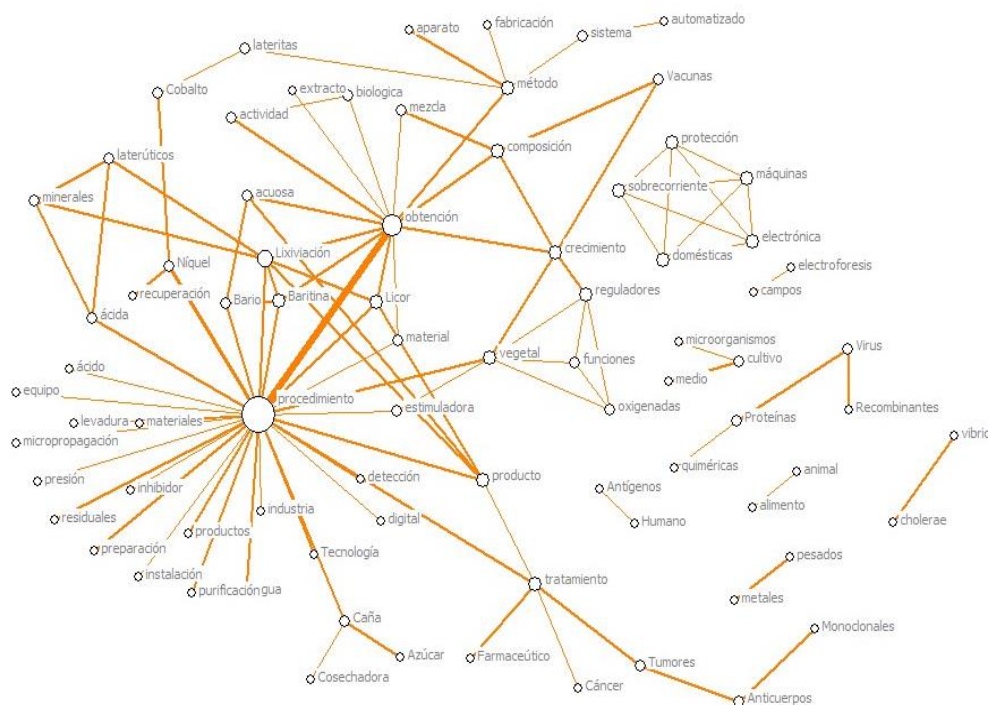 automatizado
fabricación
aparato
sistema
lateritas
método
Vacunas
Cobalto
extracto
biologica
mezcla
actividad
protección
composición
laterúticos
máquinas
sobrecorriente
minerales
acuosa
obtención
electrónica
crecimiento
domésticas
Lixiviación
Níquel
electroforesis
recuperación
Bario
Baritina
Licor
reguladores
campos
ácida
material
microorganismos
Virus
vegetal
funciones
cultivo
ácido
medio
equipo
procedimiento
estimuladora
oxigenadas
Recombinantes
levadura
materiales
Proteínas
micropropagación
vibrio
quiméricas
presión
detección
producto
animal
inhibidor
Antígenos
residuales
industria
digital
alimento
Humano
cholerae
productos
preparación
Tecnología
pesados
instalación
purificación
gua
tratamiento
metales
Caña
Monoclonales
Azúcar
Farmaceútico
Tumores
Cosechadora
Cáncer
Anticuerpos